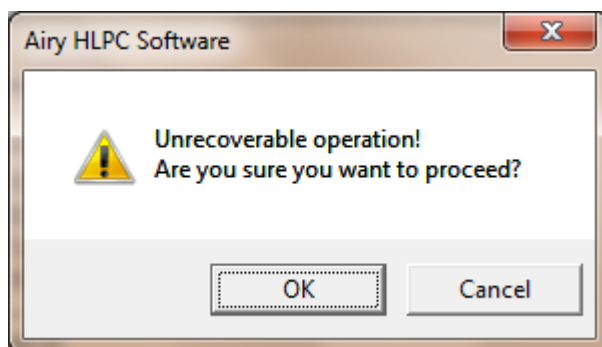 Airy HLPC Software
Unrecoverable operation!
Are you sure you want to proceed?
OK
Cancel